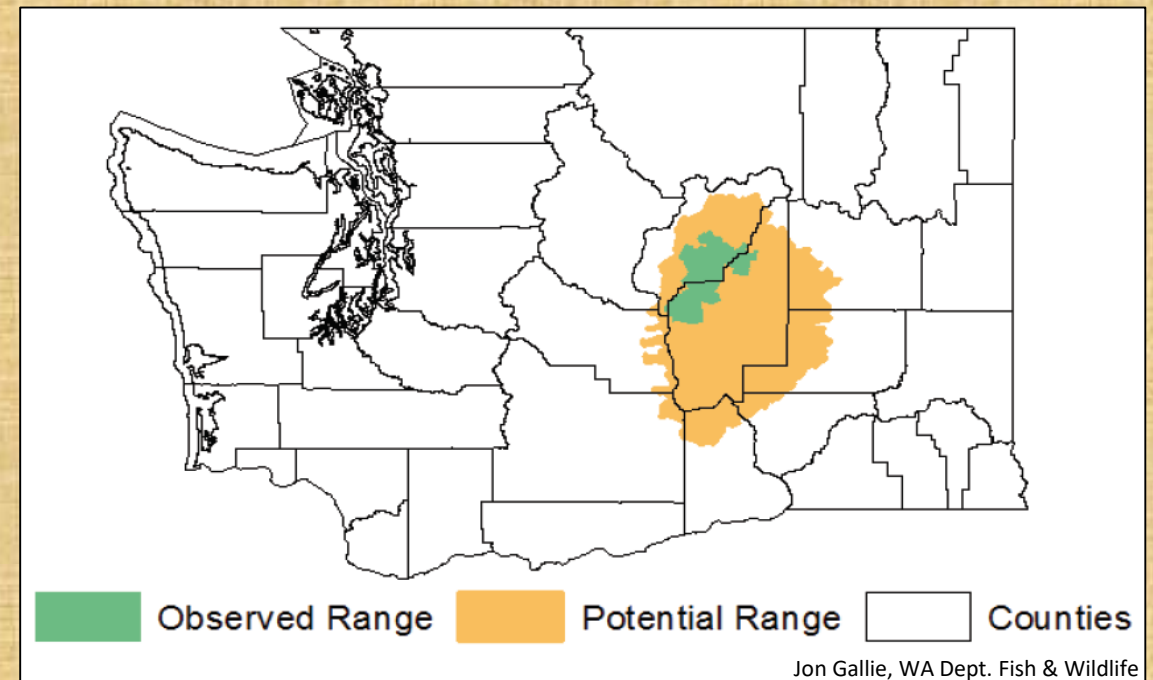 Observed Range Potential Range Counties
Jon Gallie, WA Dept. Fish & Wildlife